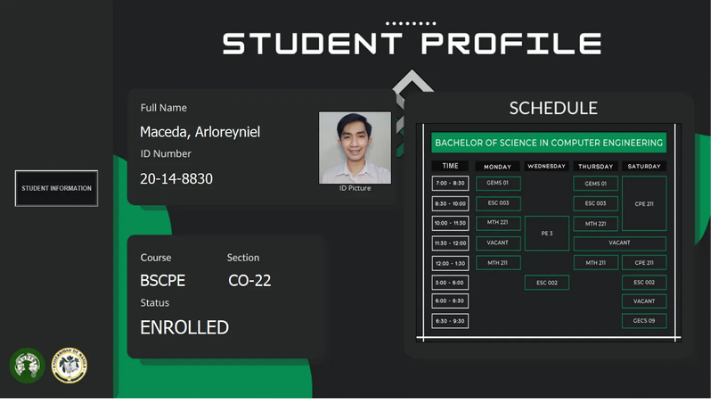 STUDENT PROFILE
Full Name
Maceda, Arloreyniel
ID Number
20-14-8830
ID Picture
STUDENT INFORMATION
Course Section
BSCPE CO-22
Status
ENROLLED
SCHEDULE
BACHELOR OF SCIENCE IN COMPUTER ENGINEERING
TIME MONDAY WEDNESDAY THURSDAY SATURDAY
7:00 - 8:30 GEMS 01 GEMS 01 CPE 211
8:30 - 10:00 ESC 003 ESC 003
10:00 - 11:30 MTH 221 PE 3 MTH 221
11:30 - 12:00 VACANT VACANT
12:00 - 1:30 MTH 211 MTH 211 CPE 211
3:00 - 6:00 ESC 002 ESC 002
6:00 - 6:30 VACANT
6:30 - 9:30 GECS 09